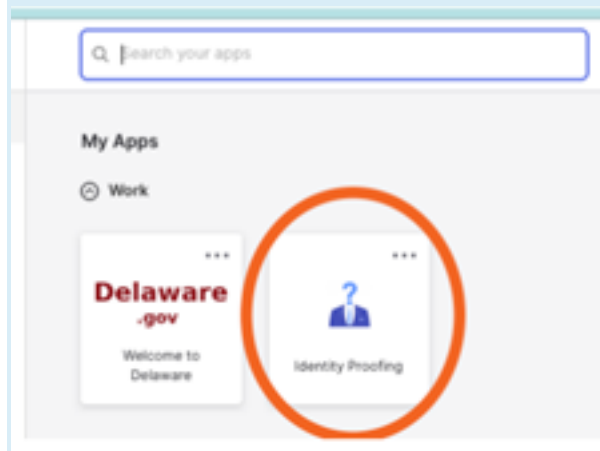 Search your apps
My Apps
Work
Delaware
.gov
Welcome to
Delaware
?
Identity Proofing